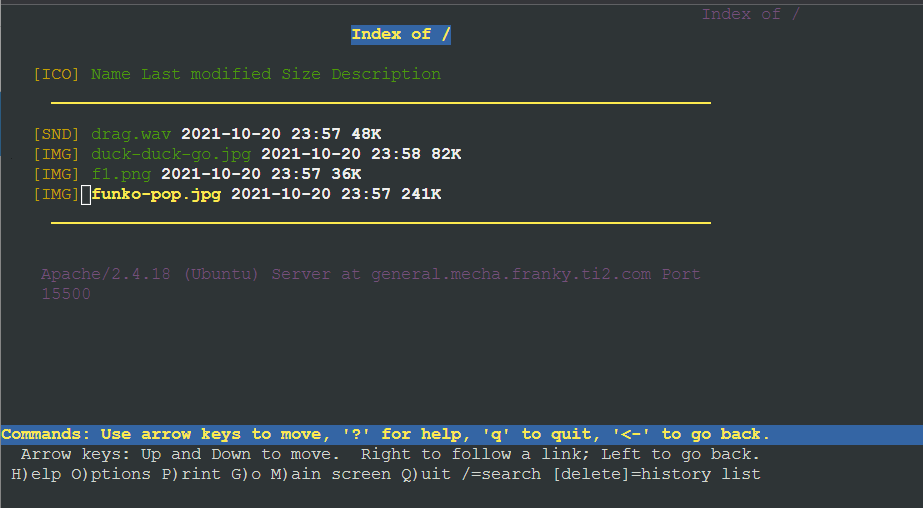 Index of /
Index of /
[ICO] Name Last modified Size Description
[SND] drag.wav 2021-10-20 23:57 48K
[IMG] duck-duck-go.jpg 2021-10-20 23:58 82K
[IMG] f1.png 2021-10-20 23:57 36K
[IMG] funko-pop.jpg 2021-10-20 23:57 241K
Apache/2.4.18 (Ubuntu) Server at general.mecha.franky.ti2.com Port
15500
Commands: Use arrow keys to move, '?' for help, 'q' to quit, '<-' to go back.
Arrow keys: Up and Down to move.  Right to follow a link; Left to go back.
H)elp O)ptions P)rint G)o M)ain screen Q)uit /=search [delete]=history list